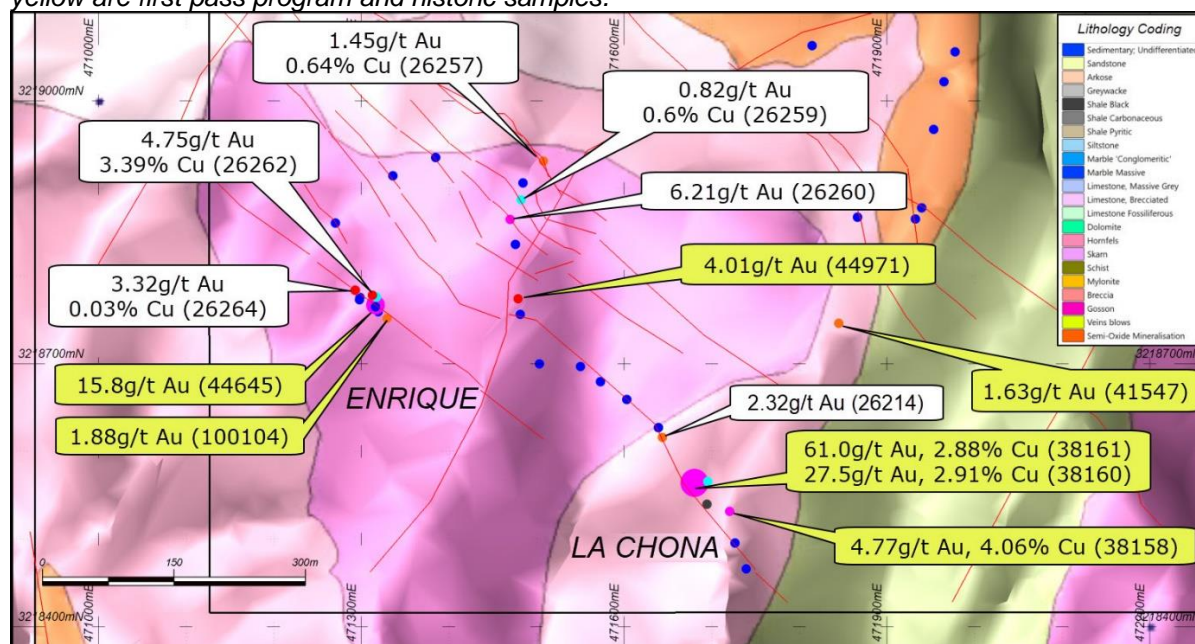 yellow are first pass program and historic samples.
471000mE
471600mE
471900mE
3219000mN
1.45g/t Au
0.64% Cu (26257)
0.82g/t Au
0.6% Cu (26259)
4.75g/t Au
3.39% Cu (26262)
6.21g/t Au (26260)
4.01g/t Au (44971)
3.32g/t Au
0.03% Cu (26264)
3218700mN
3218700mN
15.8g/t Au (44645)
ENRIQUE
1.63g/t Au (41547)
1.88g/t Au (100104)
2.32g/t Au (26214)
61.0g/t Au, 2.88% Cu (38161)
27.5g/t Au, 2.91% Cu (38160)
LA CHONA
4.77g/t Au, 4.06% Cu (38158)
0 150 300m
3218400mN
3218400mN
471000mE
471300mE
471600mE
471900mE
472200mE
Lithology Coding
Sedimentary; Undifferentiated
Sandstone
Arkose
Greywacke
Shale Black
Shale Carbonaceous
Shale Pyritic
Siltstone
Marble 'Conglomeritic'
Marble Massive
Limestone, Massive Grey
Limestone, Brecciated
Limestone Fossiliferous
Dolomite
Hornfels
Skarn
Schist
Mylonite
Breccia
Gosson
Veins blows
Semi-Oxide Mineralisation